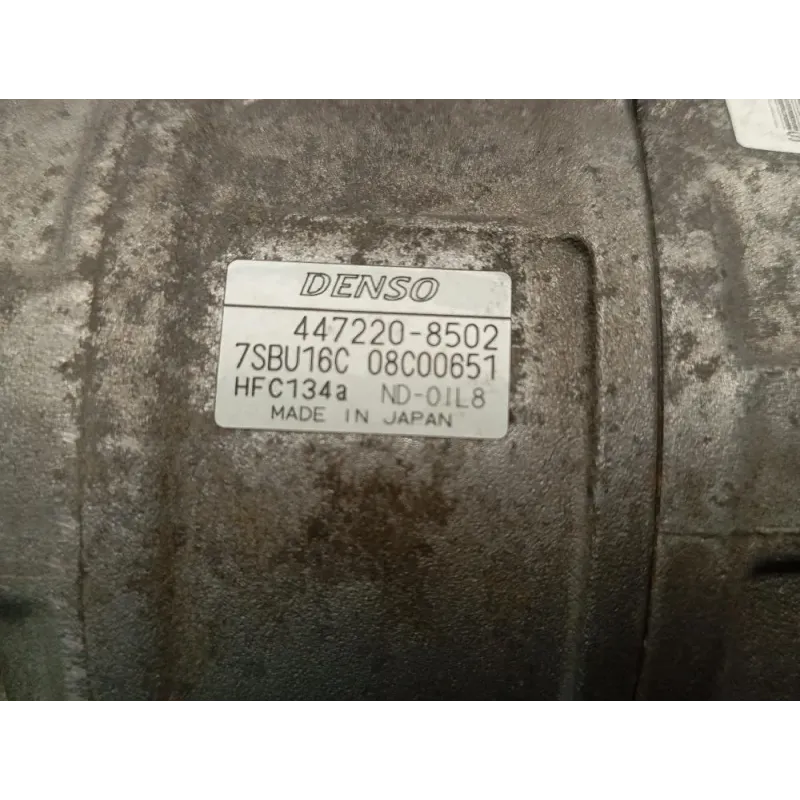 DENSO
447220-8502
7SBU16C 08C00651
HFC134a ND-OIL8
MADE IN JAPAN